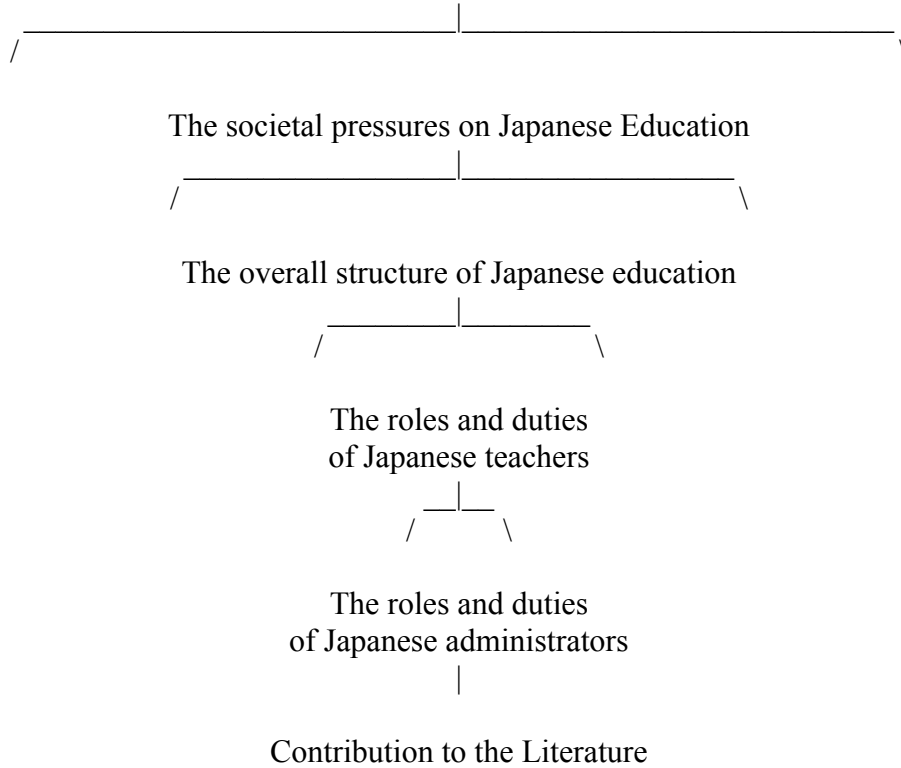 The societal pressures on Japanese Education
The overall structure of Japanese education
The roles and duties
of Japanese teachers
The roles and duties
of Japanese administrators
Contribution to the Literature